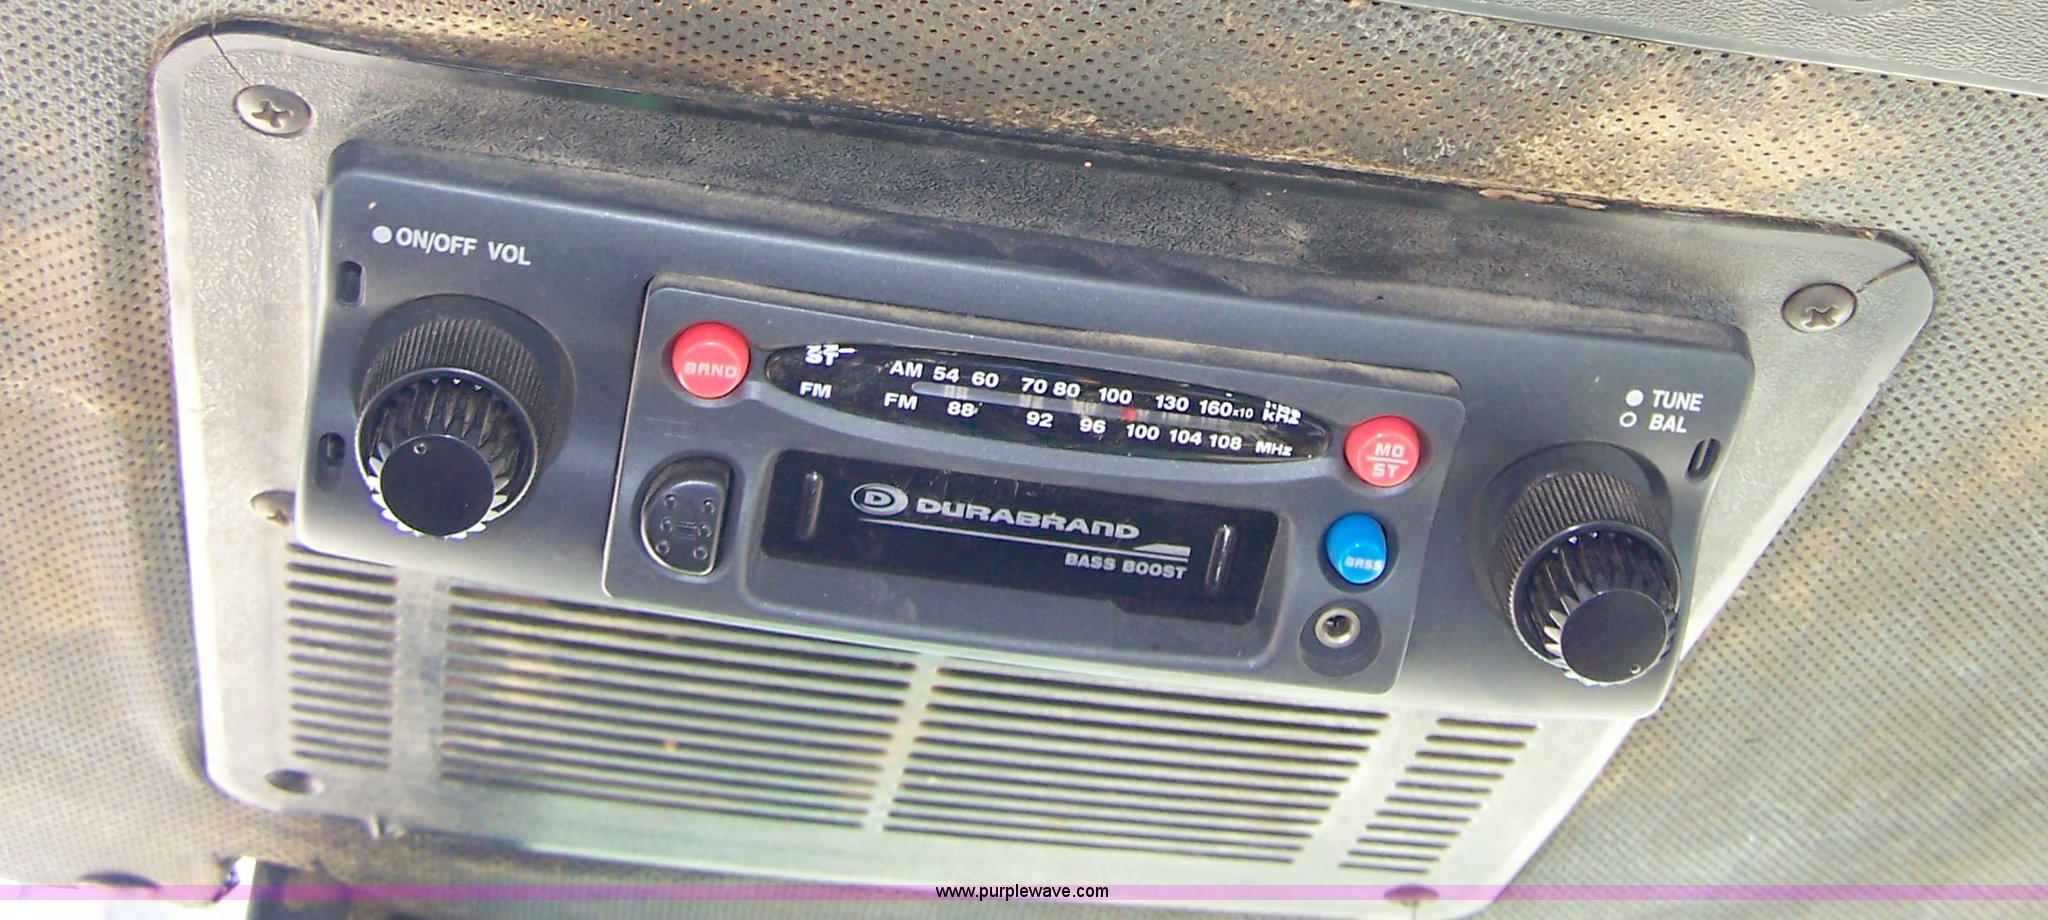 ON/OFF VOL
TUNE
BAL
BAND
ST
FM
AM 54 60 70 80 100 130 160x10 kHz
FM 88 92 96 100 104 108 MHz
MO
ST
D DURABRAND
BASS BOOST
BASS
www.purplewave.com